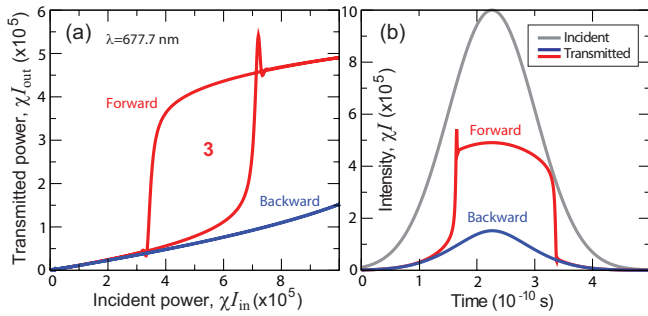 (a)
λ=677.7 nm
Forward
3
Backward
Transmitted power, χI_out (x10⁵)
6
5
4
3
2
1
0
0 2 4 6 8
Incident power, χI_in (x10⁵)
(b)
Incident
Transmitted
Forward
Backward
Intensity, χI (x10⁵)
10
8
6
4
2
0
0 1 2 3 4
Time (10⁻¹⁰ s)